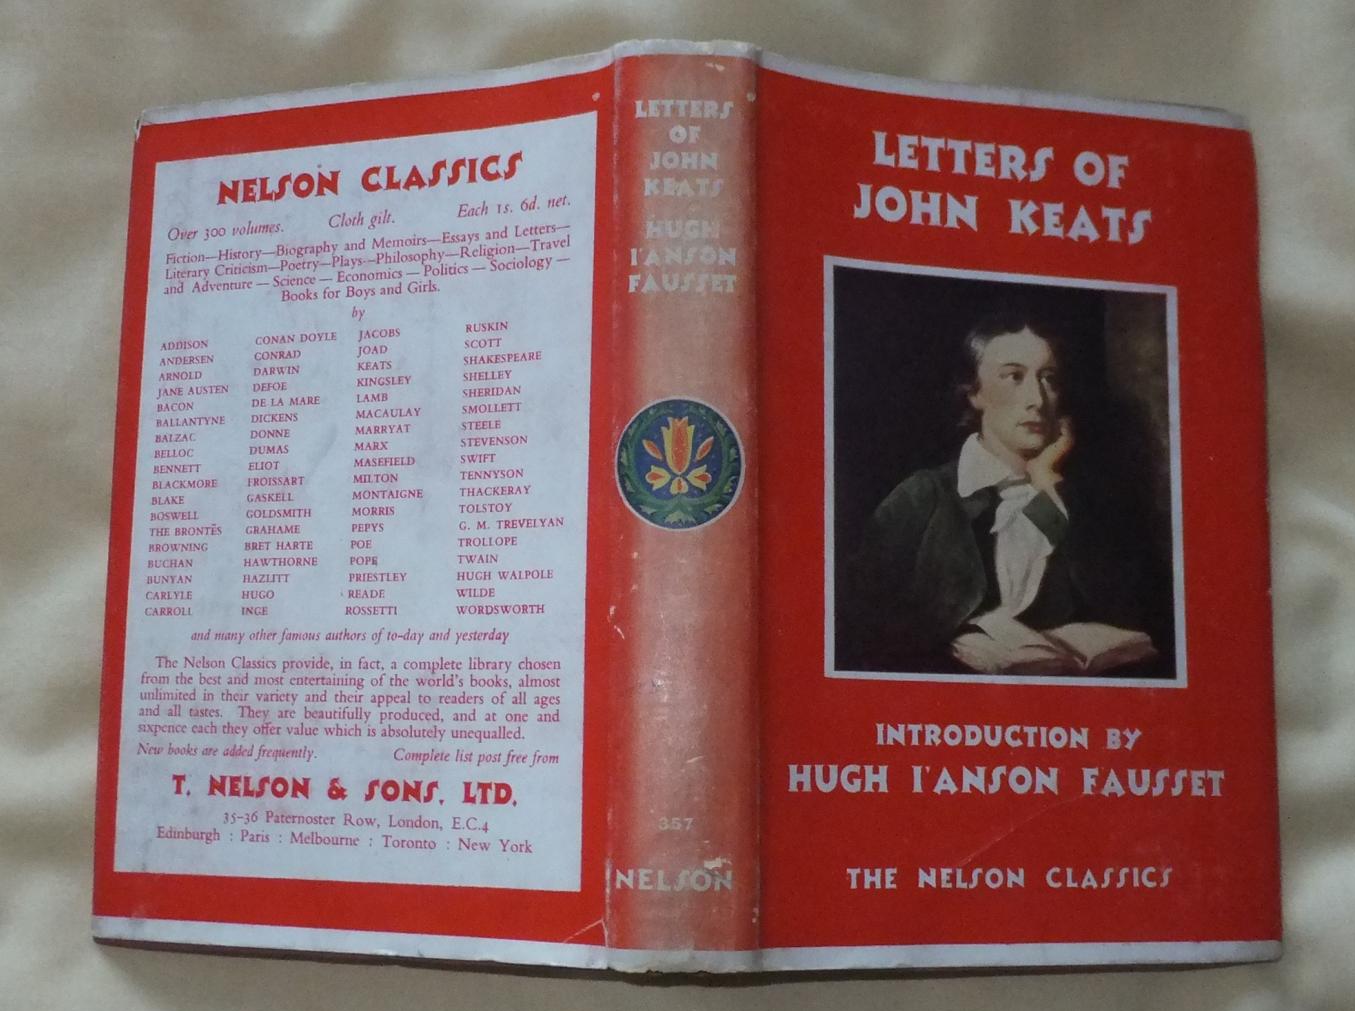 NELSON CLASSICS
Over 300 volumes. Cloth gilt. Each 1s. 6d. net.
Fiction—History—Biography and Memoirs—Essays and Letters—
Literary Criticism—Poetry—Plays—Philosophy—Religion—Travel
and Adventure — Science — Economics — Politics — Sociology —
Books for Boys and Girls.
by
ADDISON CONAN DOYLE JACOBS RUSKIN
ANDERSEN CONRAD JOAD SCOTT
ARNOLD DARWIN KEATS SHAKESPEARE
JANE AUSTEN DEFOE KINGSLEY SHELLEY
BACON DE LA MARE LAMB SHERIDAN
BALLANTYNE DICKENS MACAULAY SMOLLETT
BALZAC DONNE MARRYAT STEELE
BELLOC DUMAS MARX STEVENSON
BENNETT ELIOT MASEFIELD SWIFT
BLACKMORE FROISSART MILTON TENNYSON
BLAKE GASKELL MONTAIGNE THACKERAY
BOSWELL GOLDSMITH MORRIS TOLSTOY
THE BRONTËS GRAHAME PEPYS G. M. TREVELYAN
BROWNING BRET HARTE POE TROLLOPE
BUCHAN HAWTHORNE POPE TWAIN
BUNYAN HAZLITT PRIESTLEY HUGH WALPOLE
CARLYLE HUGO READE WILDE
CARROLL INGE ROSSETTI WORDSWORTH
and many other famous authors of to-day and yesterday
The Nelson Classics provide, in fact, a complete library chosen
from the best and most entertaining of the world's books, almost
unlimited in their variety and their appeal to readers of all ages
and all tastes. They are beautifully produced, and at one and
sixpence each they offer value which is absolutely unequalled.
New books are added frequently. Complete list post free from
T. NELSON & SONS, LTD.
35-36 Paternoster Row, London, E.C.4
Edinburgh : Paris : Melbourne : Toronto : New York
LETTERS
OF
JOHN
KEATS
HUGH
I'ANSON
FAUSSET
357
NELSON
LETTERS OF
JOHN KEATS
INTRODUCTION BY
HUGH I'ANSON FAUSSET
THE NELSON CLASSICS